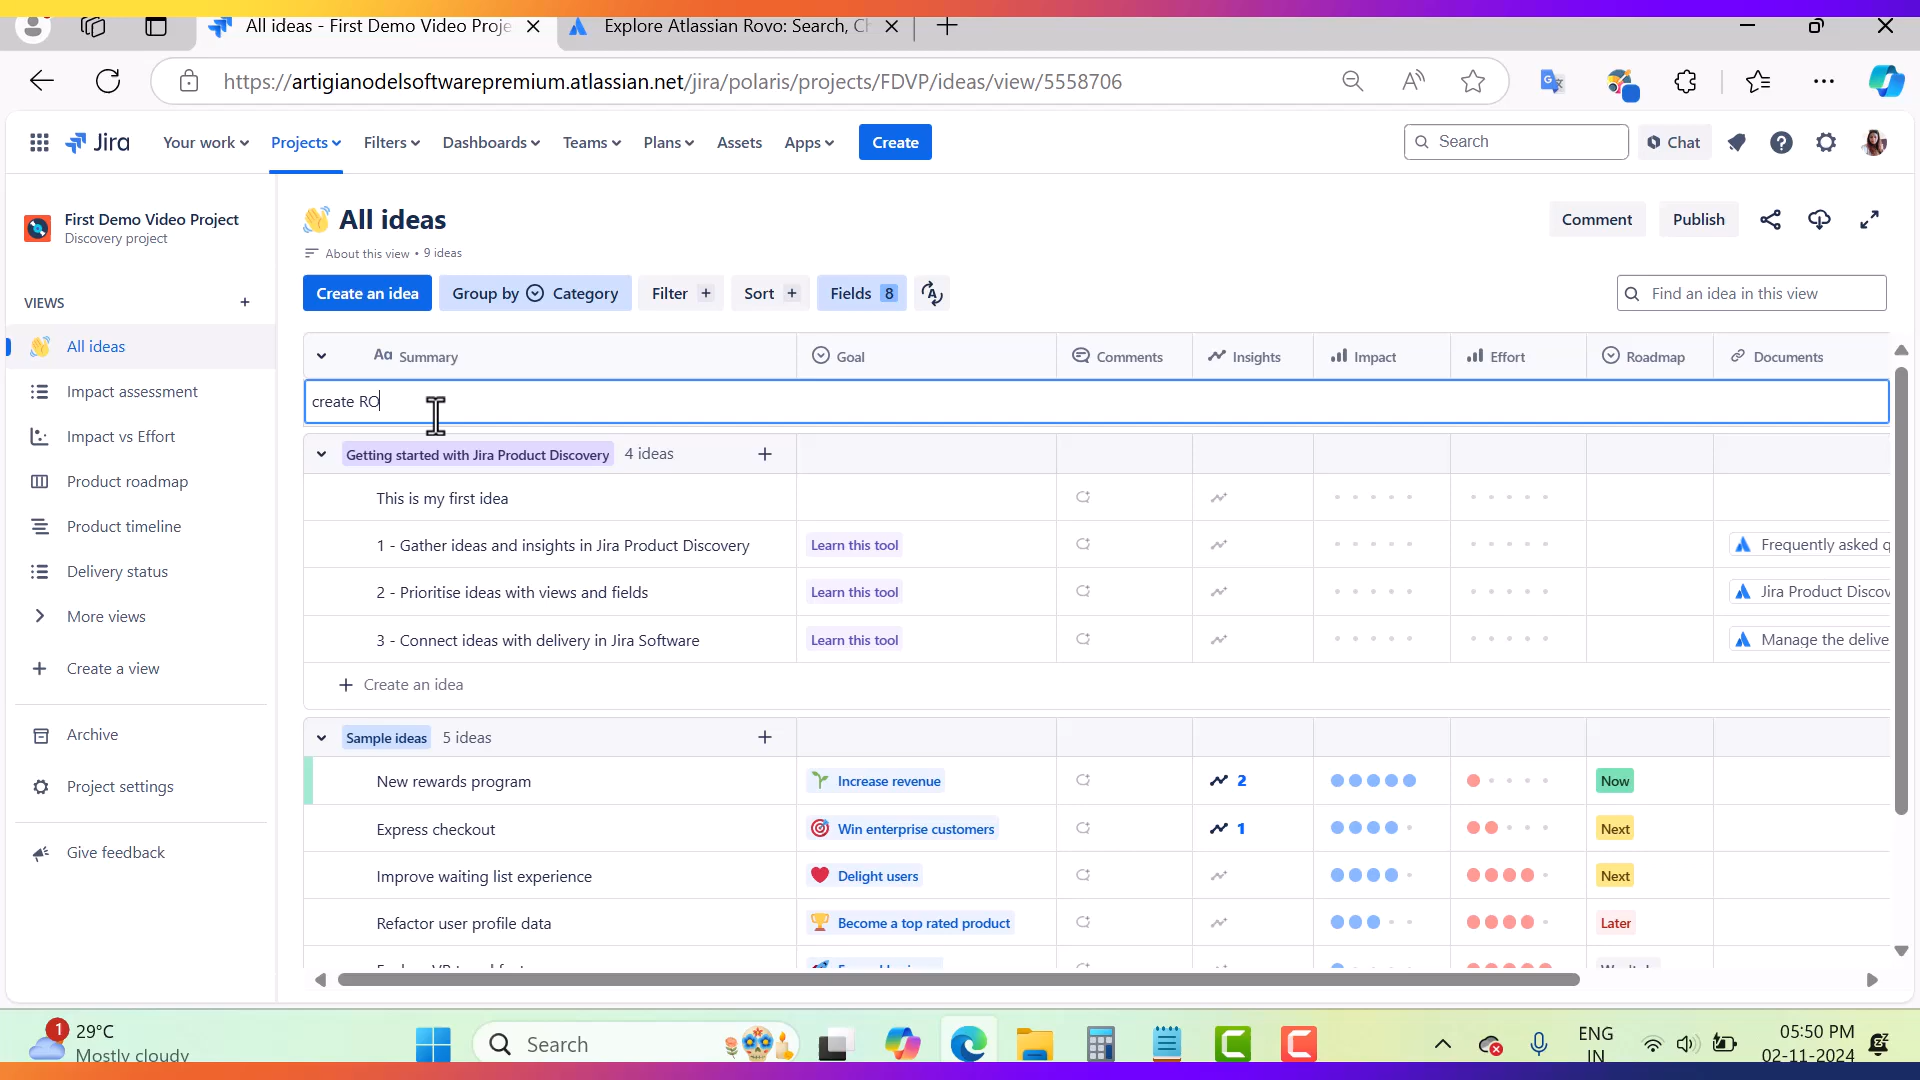 All ideas - First Demo Video Proje
Explore Atlassian Rovo: Search, Ch
https://artigianodelsoftwarepremium.atlassian.net/jira/polaris/projects/FDVP/ideas/view/5558706
Jira
Your work
Projects
Filters
Dashboards
Teams
Plans
Assets
Apps
Create
Search
Chat
First Demo Video Project
Discovery project
All ideas
Comment
Publish
About this view • 9 ideas
Create an idea
Group by Category
Filter
Sort
Fields 8
Find an idea in this view
VIEWS
All ideas
Impact assessment
Impact vs Effort
Product roadmap
Product timeline
Delivery status
More views
Create a view
Archive
Project settings
Give feedback
Aa Summary
Goal
Comments
Insights
Impact
Effort
Roadmap
Documents
create RO
Getting started with Jira Product Discovery 4 ideas
This is my first idea
1 - Gather ideas and insights in Jira Product Discovery
Learn this tool
Frequently asked q
2 - Prioritise ideas with views and fields
Learn this tool
Jira Product Discov
3 - Connect ideas with delivery in Jira Software
Learn this tool
Manage the delive
Create an idea
Sample ideas 5 ideas
New rewards program
Increase revenue
2
Now
Express checkout
Win enterprise customers
1
Next
Improve waiting list experience
Delight users
Next
Refactor user profile data
Become a top rated product
Later
1
29°C
Mostly cloudy
Search
ENG
IN
05:50 PM
02-11-2024